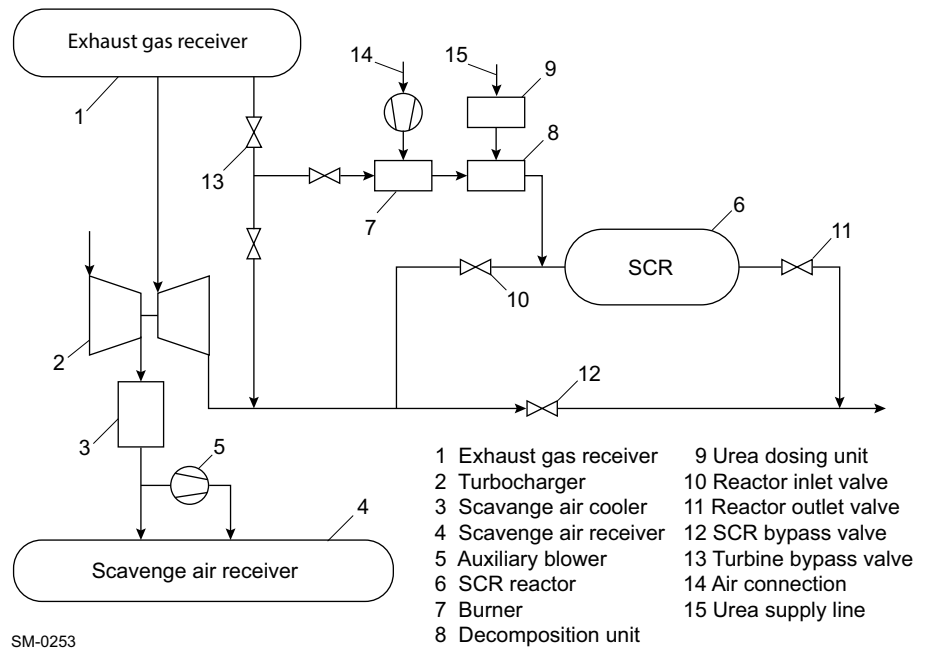 Exhaust gas receiver
14
15
9
1
8
13
7
6
11
SCR
10
2
12
3
5
4
Scavenge air receiver
1 Exhaust gas receiver
2 Turbocharger
3 Scavange air cooler
4 Scavenge air receiver
5 Auxiliary blower
6 SCR reactor
7 Burner
8 Decomposition unit
9 Urea dosing unit
10 Reactor inlet valve
11 Reactor outlet valve
12 SCR bypass valve
13 Turbine bypass valve
14 Air connection
15 Urea supply line
SM-0253